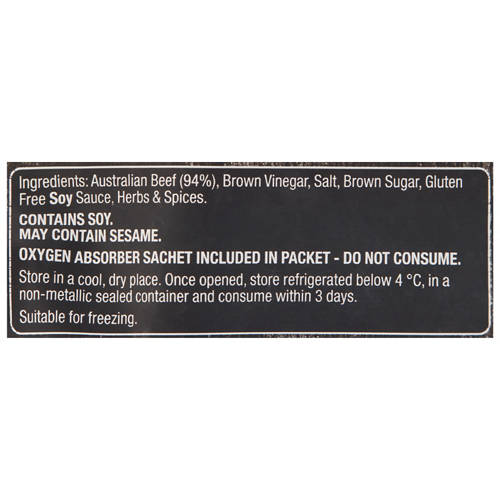 Ingredients: Australian Beef (94%), Brown Vinegar, Salt, Brown Sugar, Gluten
Free Soy Sauce, Herbs & Spices.
CONTAINS SOY.
MAY CONTAIN SESAME.
OXYGEN ABSORBER SACHET INCLUDED IN PACKET - DO NOT CONSUME.
Store in a cool, dry place. Once opened, store refrigerated below 4 °C, in a
non-metallic sealed container and consume within 3 days.
Suitable for freezing.